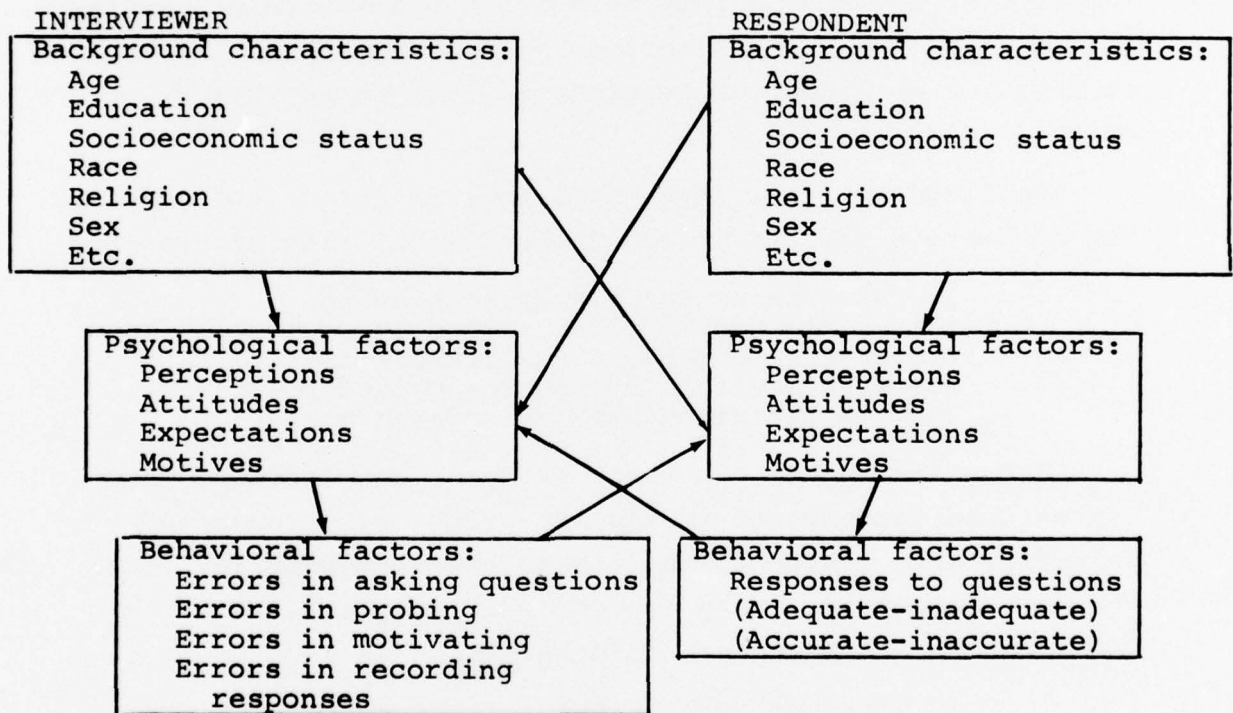 INTERVIEWER
Background characteristics:
Age
Education
Socioeconomic status
Race
Religion
Sex
Etc.
Psychological factors:
Perceptions
Attitudes
Expectations
Motives
Behavioral factors:
Errors in asking questions
Errors in probing
Errors in motivating
Errors in recording
responses
RESPONDENT
Background characteristics:
Age
Education
Socioeconomic status
Race
Religion
Sex
Etc.
Psychological factors:
Perceptions
Attitudes
Expectations
Motives
Behavioral factors:
Responses to questions
(Adequate-inadequate)
(Accurate-inaccurate)